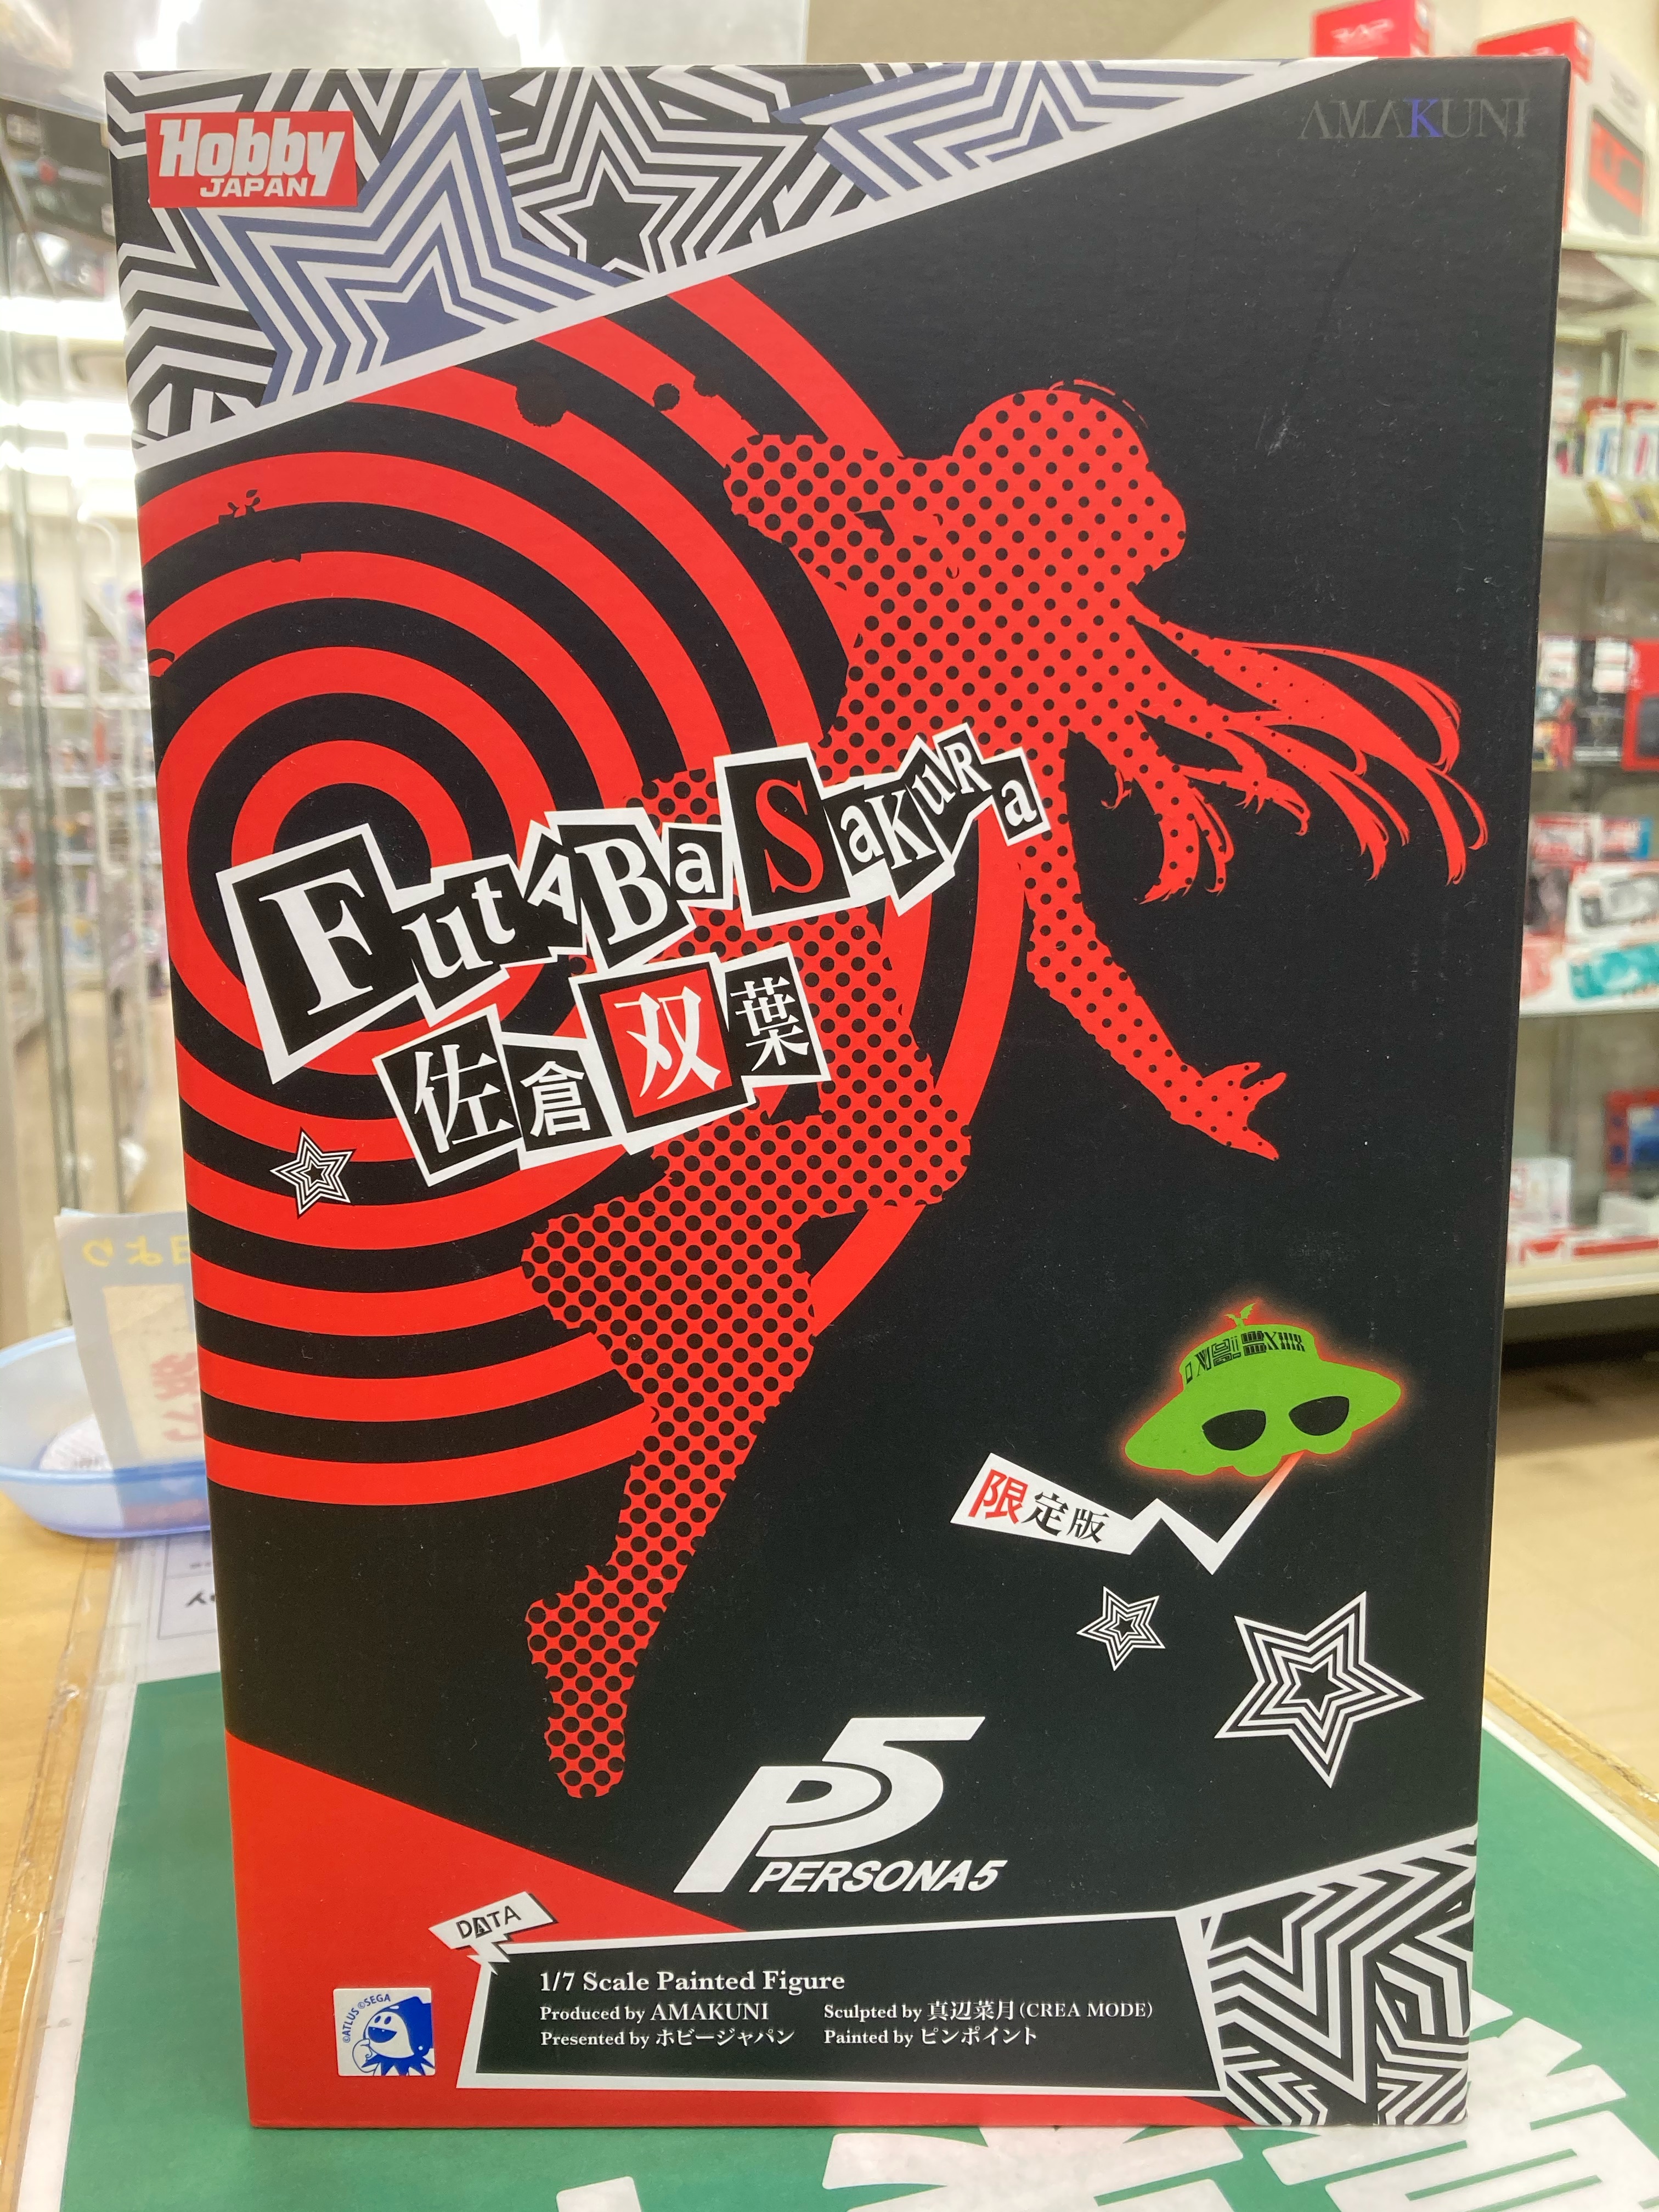 Hobby
JAPAN
AMAKUNI
FutABa SaKuRa
佐倉双葉
限定版
P5
PERSONA5
DATA
1/7 Scale Painted Figure
Produced by AMAKUNI
Sculpted by 真辺菜月(CREA MODE)
Presented by ホビージャパン
Painted by ピンポイント
©ATLUS ©SEGA